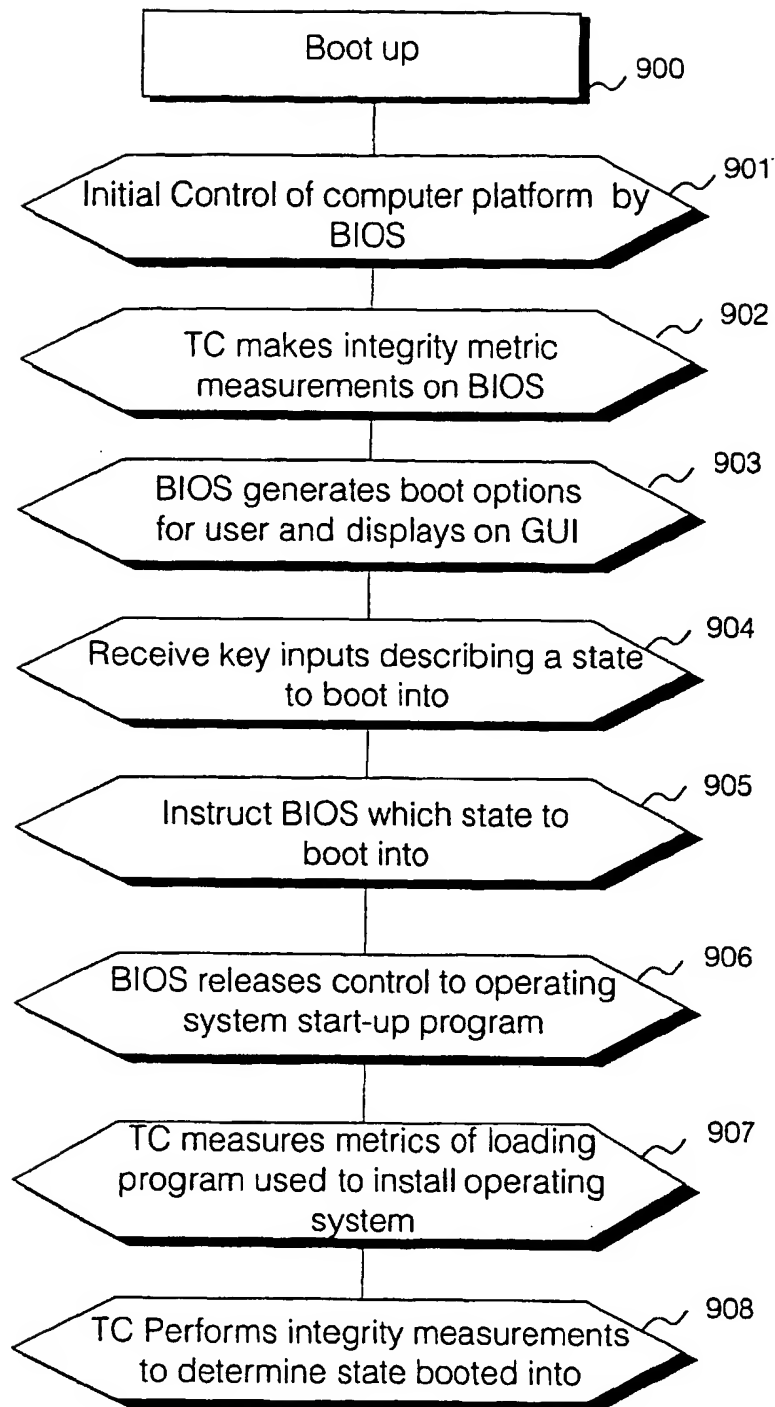 Boot up
900
901
Initial Control of computer platform by
BIOS
902
TC makes integrity metric
measurements on BIOS
903
BIOS generates boot options
for user and displays on GUI
904
Receive key inputs describing a state
to boot into
905
Instruct BIOS which state to
boot into
906
BIOS releases control to operating
system start-up program
907
TC measures metrics of loading
program used to install operating
system
908
TC Performs integrity measurements
to determine state booted into